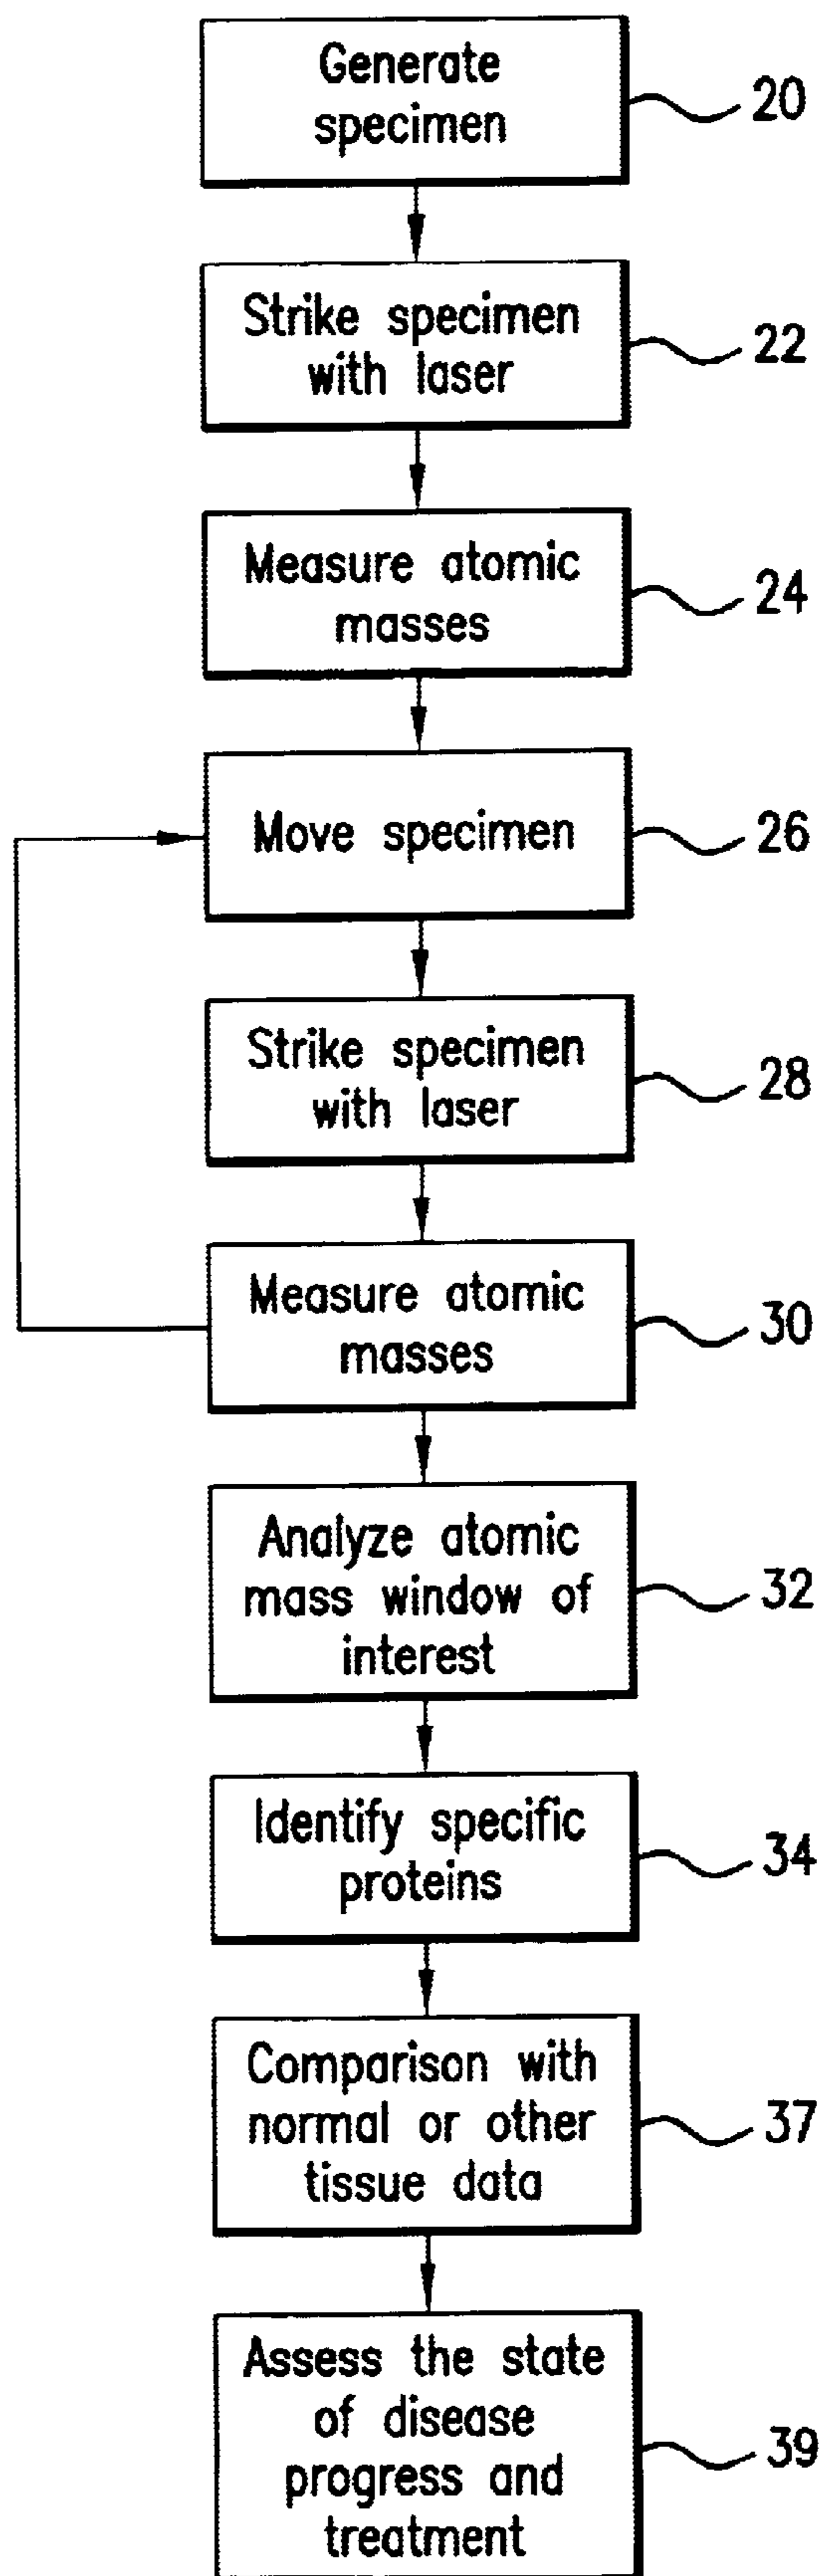 Generate
specimen
20
Strike specimen
with laser
22
Measure atomic
masses
24
Move specimen
26
Strike specimen
with laser
28
Measure atomic
masses
30
Analyze atomic
mass window of
interest
32
Identify specific
proteins
34
Comparison with
normal or other
tissue data
37
Assess the state
of disease
progress and
treatment
39